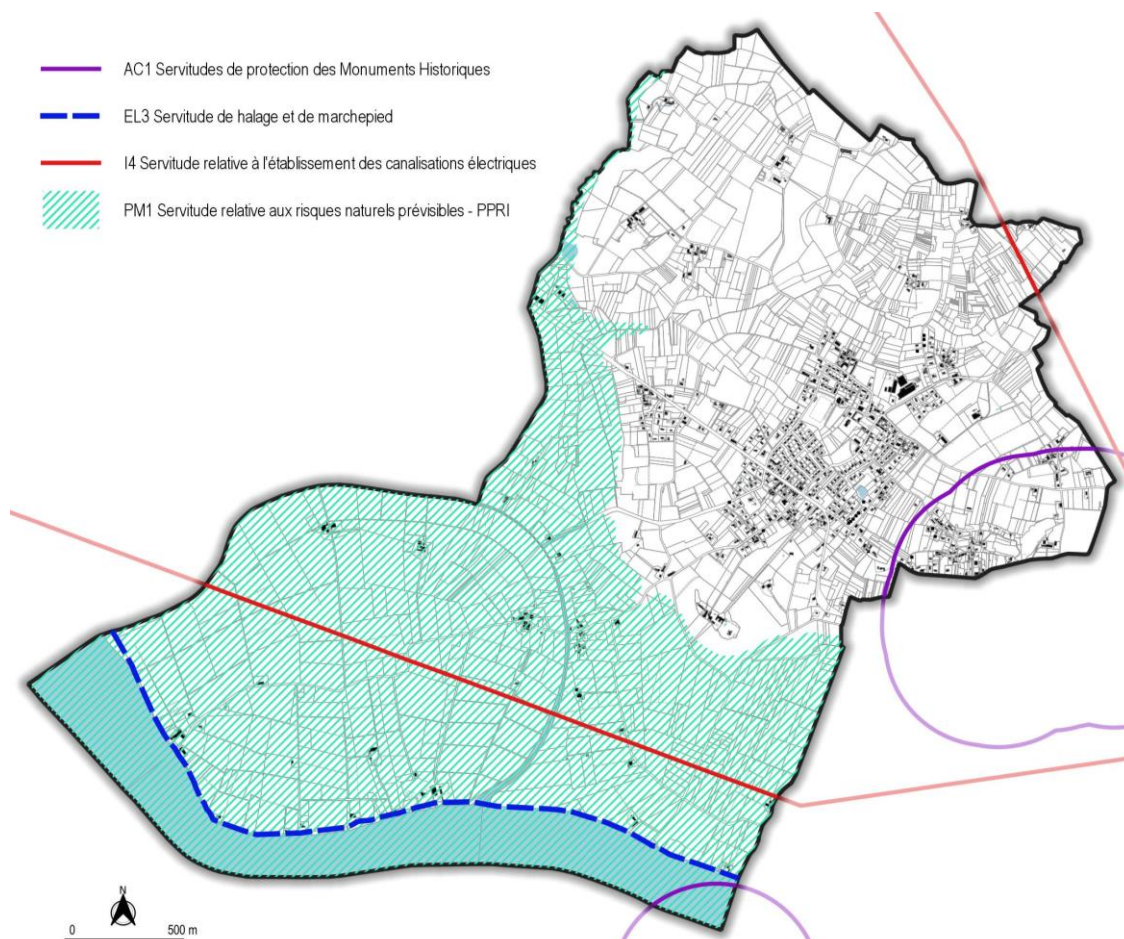 AC1 Servitudes de protection des Monuments Historiques
EL3 Servitude de halage et de marchepied
I4 Servitude relative à l'établissement des canalisations électriques
PM1 Servitude relative aux risques naturels prévisibles - PPRI
N
0 500 m